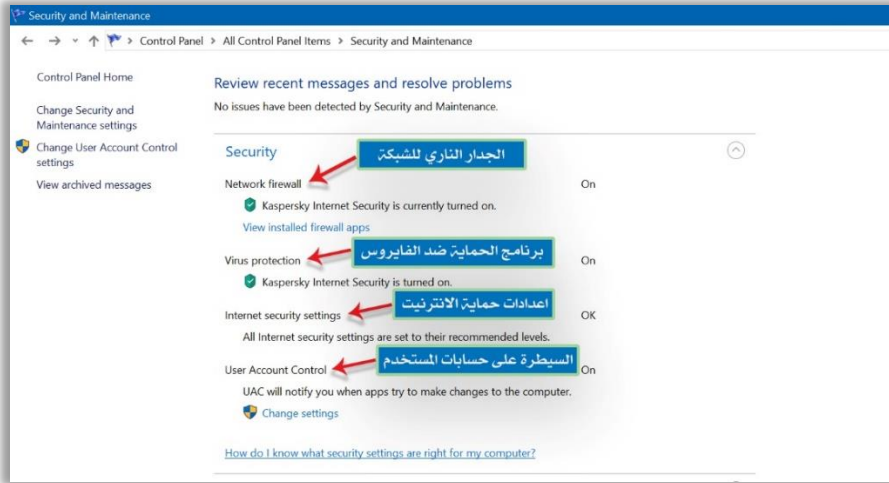 Security and Maintenance
Control Panel > All Control Panel Items > Security and Maintenance
Control Panel Home
Change Security and
Maintenance settings
Change User Account Control
settings
View archived messages
Review recent messages and resolve problems
No issues have been detected by Security and Maintenance.
Security
الجدار الناري للشبكة
Network firewall
On
Kaspersky Internet Security is currently turned on.
View installed firewall apps
برنامج الحماية ضد الفايروس
Virus protection
On
Kaspersky Internet Security is turned on.
اعدادات حماية الانترنيت
Internet security settings
OK
All Internet security settings are set to their recommended levels.
السيطرة على حسابات المستخدم
User Account Control
On
UAC will notify you when apps try to make changes to the computer.
Change settings
How do I know what security settings are right for my computer?